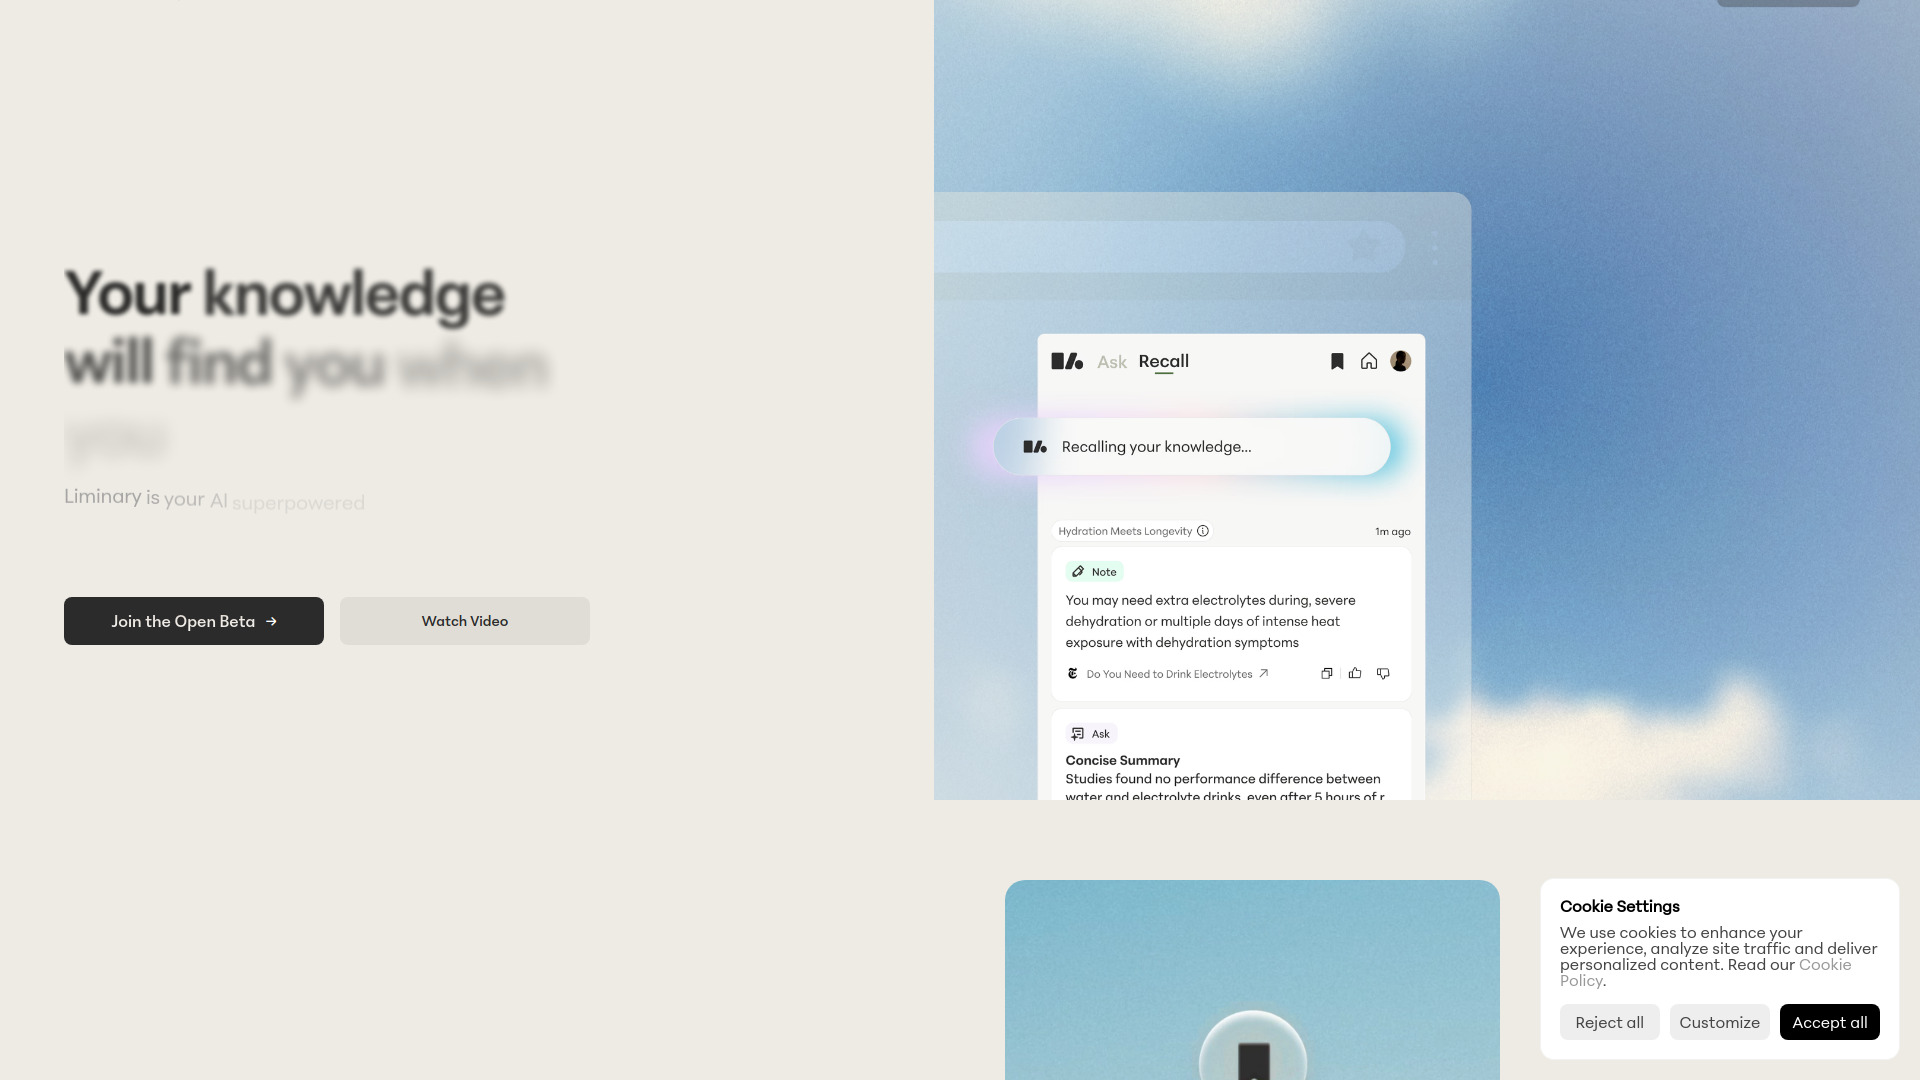 Your knowledge
will find you when
you
Liminary is your AI superpowered
Join the Open Beta →
Watch Video
Ask Recall
Recalling your knowledge...
Hydration Meets Longevity
1m ago
Note
You may need extra electrolytes during, severe
dehydration or multiple days of intense heat
exposure with dehydration symptoms
Do You Need to Drink Electrolytes
Ask
Concise Summary
Studies found no performance difference between
water and electrolyte drinks, even after 5 hours of r
Cookie Settings
We use cookies to enhance your
experience, analyze site traffic and deliver
personalized content. Read our Cookie
Policy.
Reject all
Customize
Accept all